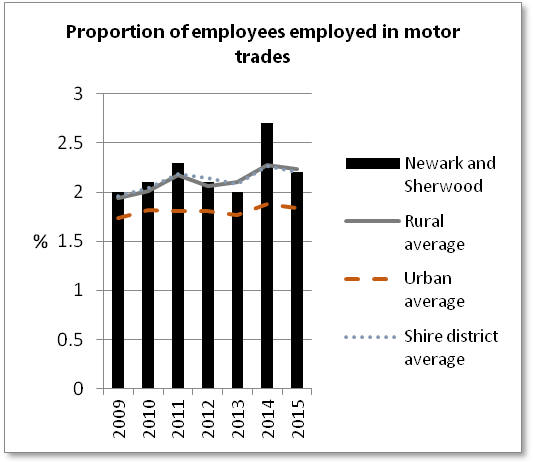 Proportion of employees employed in motor
trades
3
2.5
2
1.5
1
0.5
0
%
2009
2010
2011
2012
2013
2014
2015
Newark and
Sherwood
Rural
average
Urban
average
Shire district
average